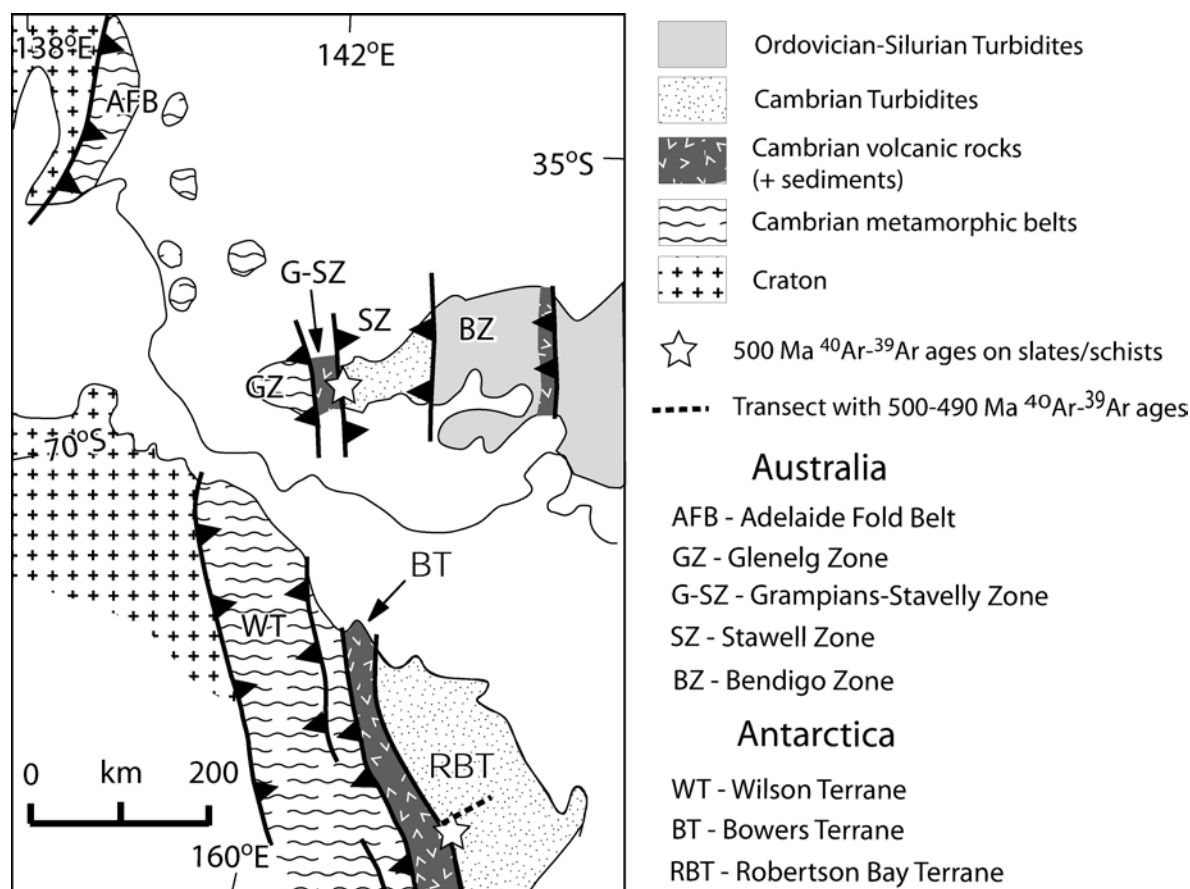 138°E
142°E
AFB
35°S
G-SZ
SZ
BZ
GZ
70°S
BT
WT
RBT
0 km 200
160°E
Ordovician-Silurian Turbidites
Cambrian Turbidites
Cambrian volcanic rocks
(+ sediments)
Cambrian metamorphic belts
Craton
500 Ma ⁴⁰Ar-³⁹Ar ages on slates/schists
Transect with 500-490 Ma ⁴⁰Ar-³⁹Ar ages
Australia
AFB - Adelaide Fold Belt
GZ - Glenelg Zone
G-SZ - Grampians-Stavelly Zone
SZ - Stawell Zone
BZ - Bendigo Zone
Antarctica
WT - Wilson Terrane
BT - Bowers Terrane
RBT - Robertson Bay Terrane